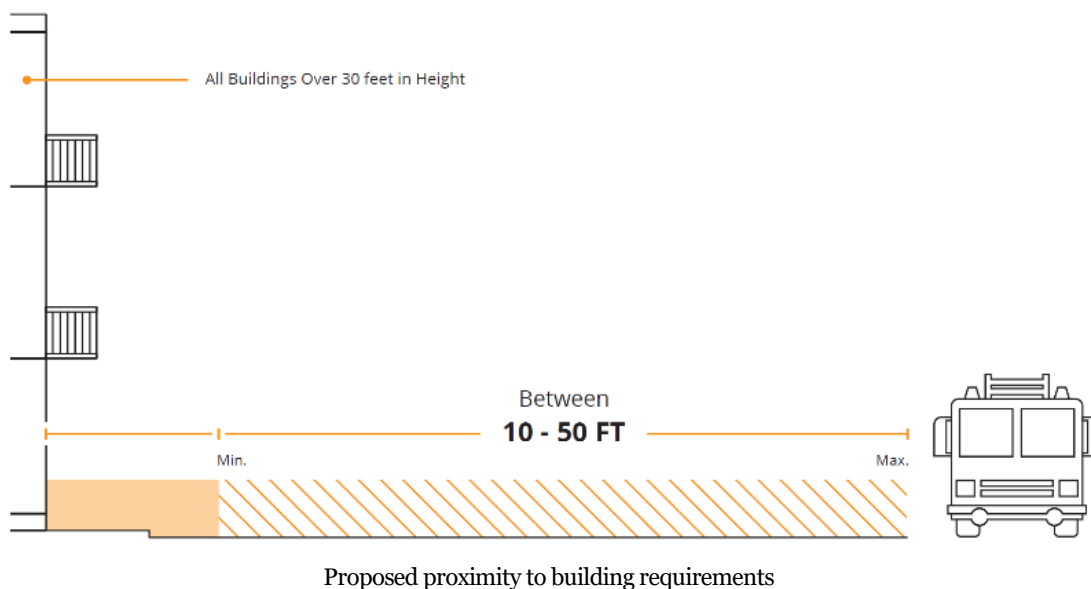 All Buildings Over 30 feet in Height
Between
10 - 50 FT
Min.
Max.
Proposed proximity to building requirements